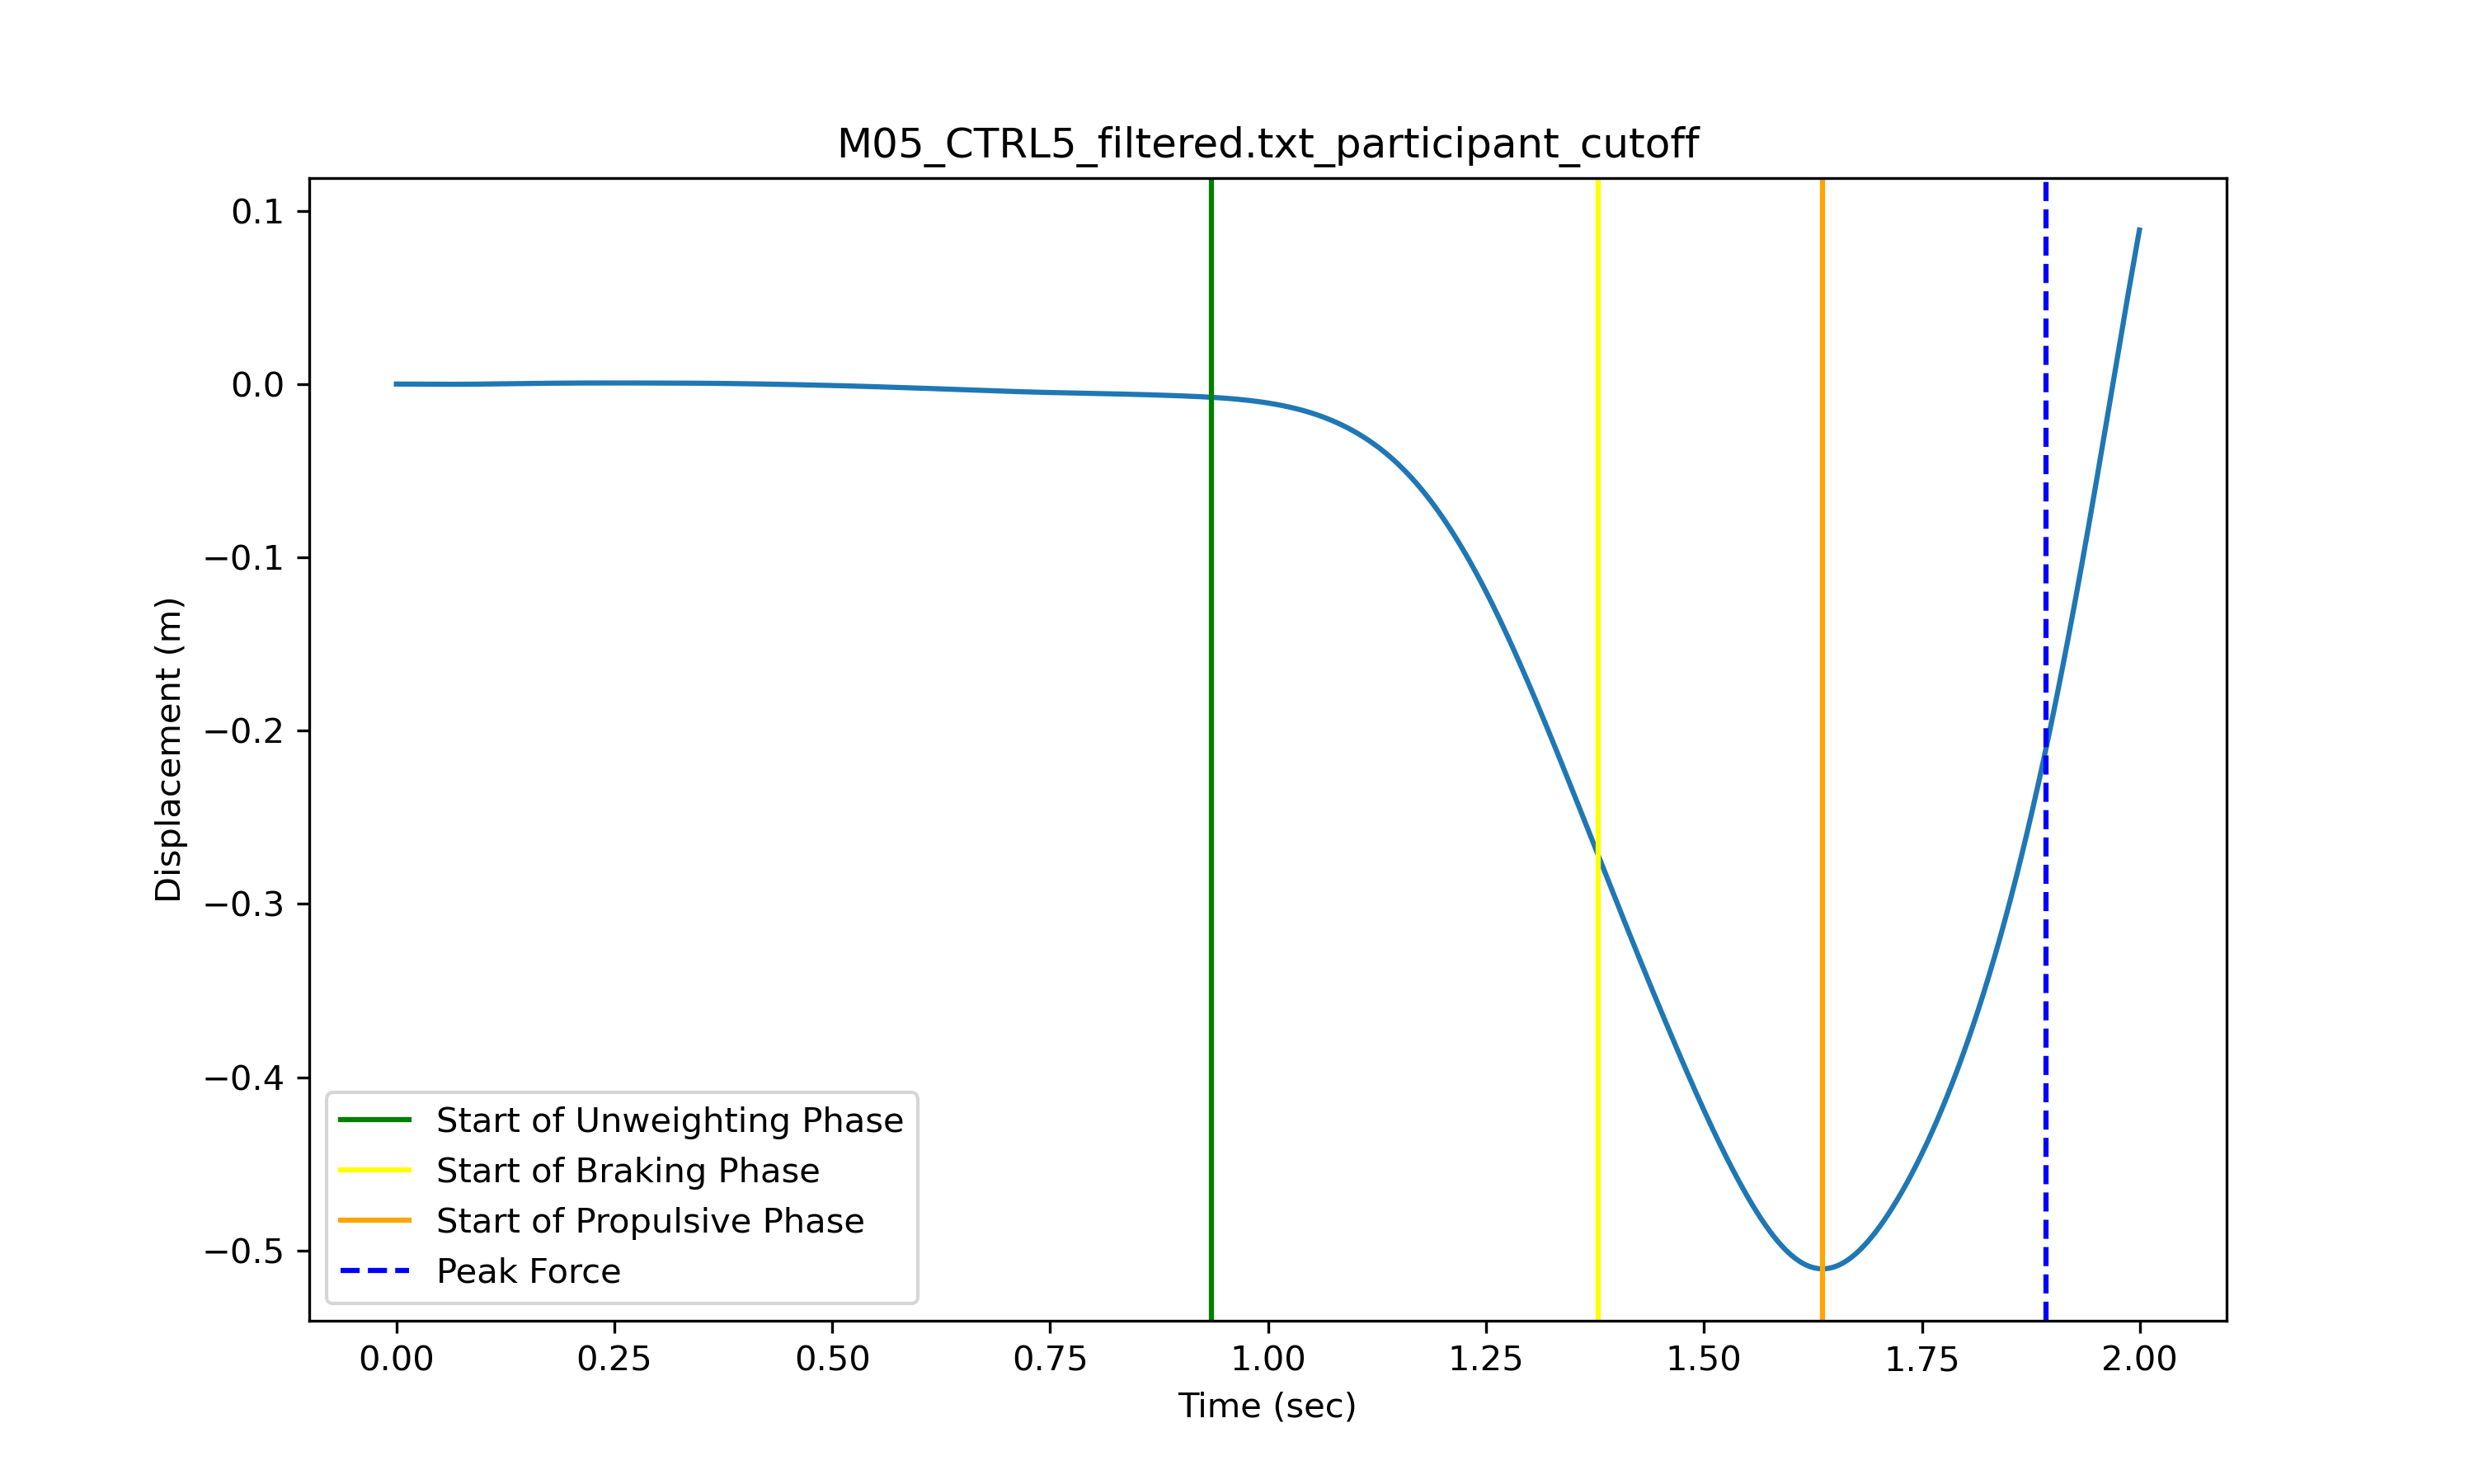 M05_CTRL5_filtered.txt_participant_cutoff
0.1
0.0
−0.1
−0.2
−0.3
−0.4
−0.5
Displacement (m)
Start of Unweighting Phase
Start of Braking Phase
Start of Propulsive Phase
Peak Force
0.00 0.25 0.50 0.75 1.00 1.25 1.50 1.75 2.00
Time (sec)